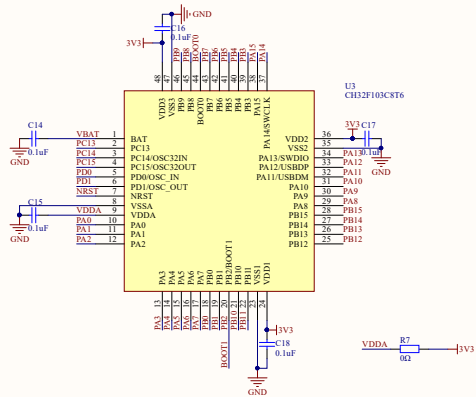 GND
C16
0.1uF
3V3
PB9
PB8
BOOT0
PB7
PB6
PB5
PB4
PB3
PA15
PA14
48
47
46
45
44
43
42
41
40
39
38
37
U3
CH32F103C8T6
VDD3
VSS3
PB9
PB8
BOOT0
PB7
PB6
PB5
PB4
PB3
PA15
PA14/SWCLK
C14
0.1uF
GND
VBAT 1 BAT
PC13 2 PC13
PC14 3 PC14/OSC32IN
PC15 4 PC15/OSC32OUT
PD0 5 PD0/OSC_IN
PD1 6 PD1/OSC_OUT
NRST 7 NRST
8 VSSA
VDDA 9 VDDA
PA0 10 PA0
PA1 11 PA1
PA2 12 PA2
C15
0.1uF
GND
3V3
C17
0.1uF
GND
VDD2 36
VSS2 35
PA13/SWDIO 34 PA13
PA12/USBDP 33 PA12
PA11/USBDM 32 PA11
PA10 31 PA10
PA9 30 PA9
PA8 29 PA8
PB15 28 PB15
PB14 27 PB14
PB13 26 PB13
PB12 25 PB12
PA3
PA4
PA5
PA6
PA7
PB0
PB1
PB2/BOOT1
PB10
PB11
VSS1
VDD1
13
14
15
16
17
18
19
20
21
22
23
24
PA3
PA4
PA5
PA6
PA7
PB0
PB1
PB2
BOOT1
PB10
PB11
3V3
C18
0.1uF
GND
VDDA
R7
0Ω
3V3